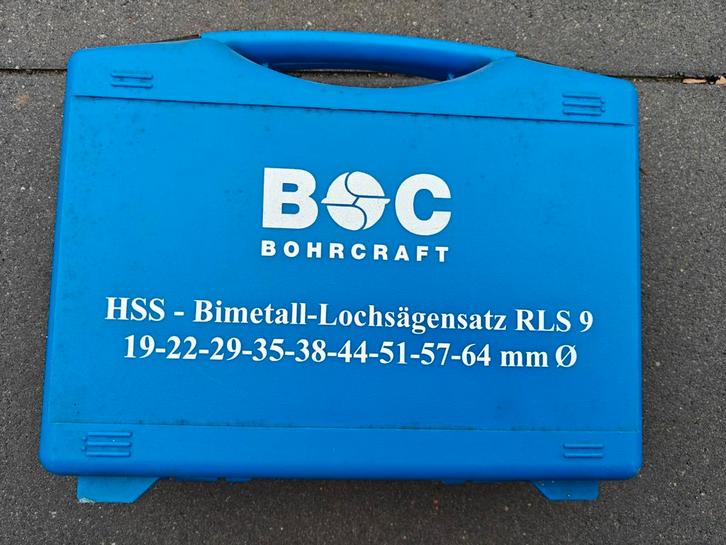 BOC
BOHRCRAFT
HSS - Bimetall-Lochsägensatz RLS 9
19-22-29-35-38-44-51-57-64 mm Ø